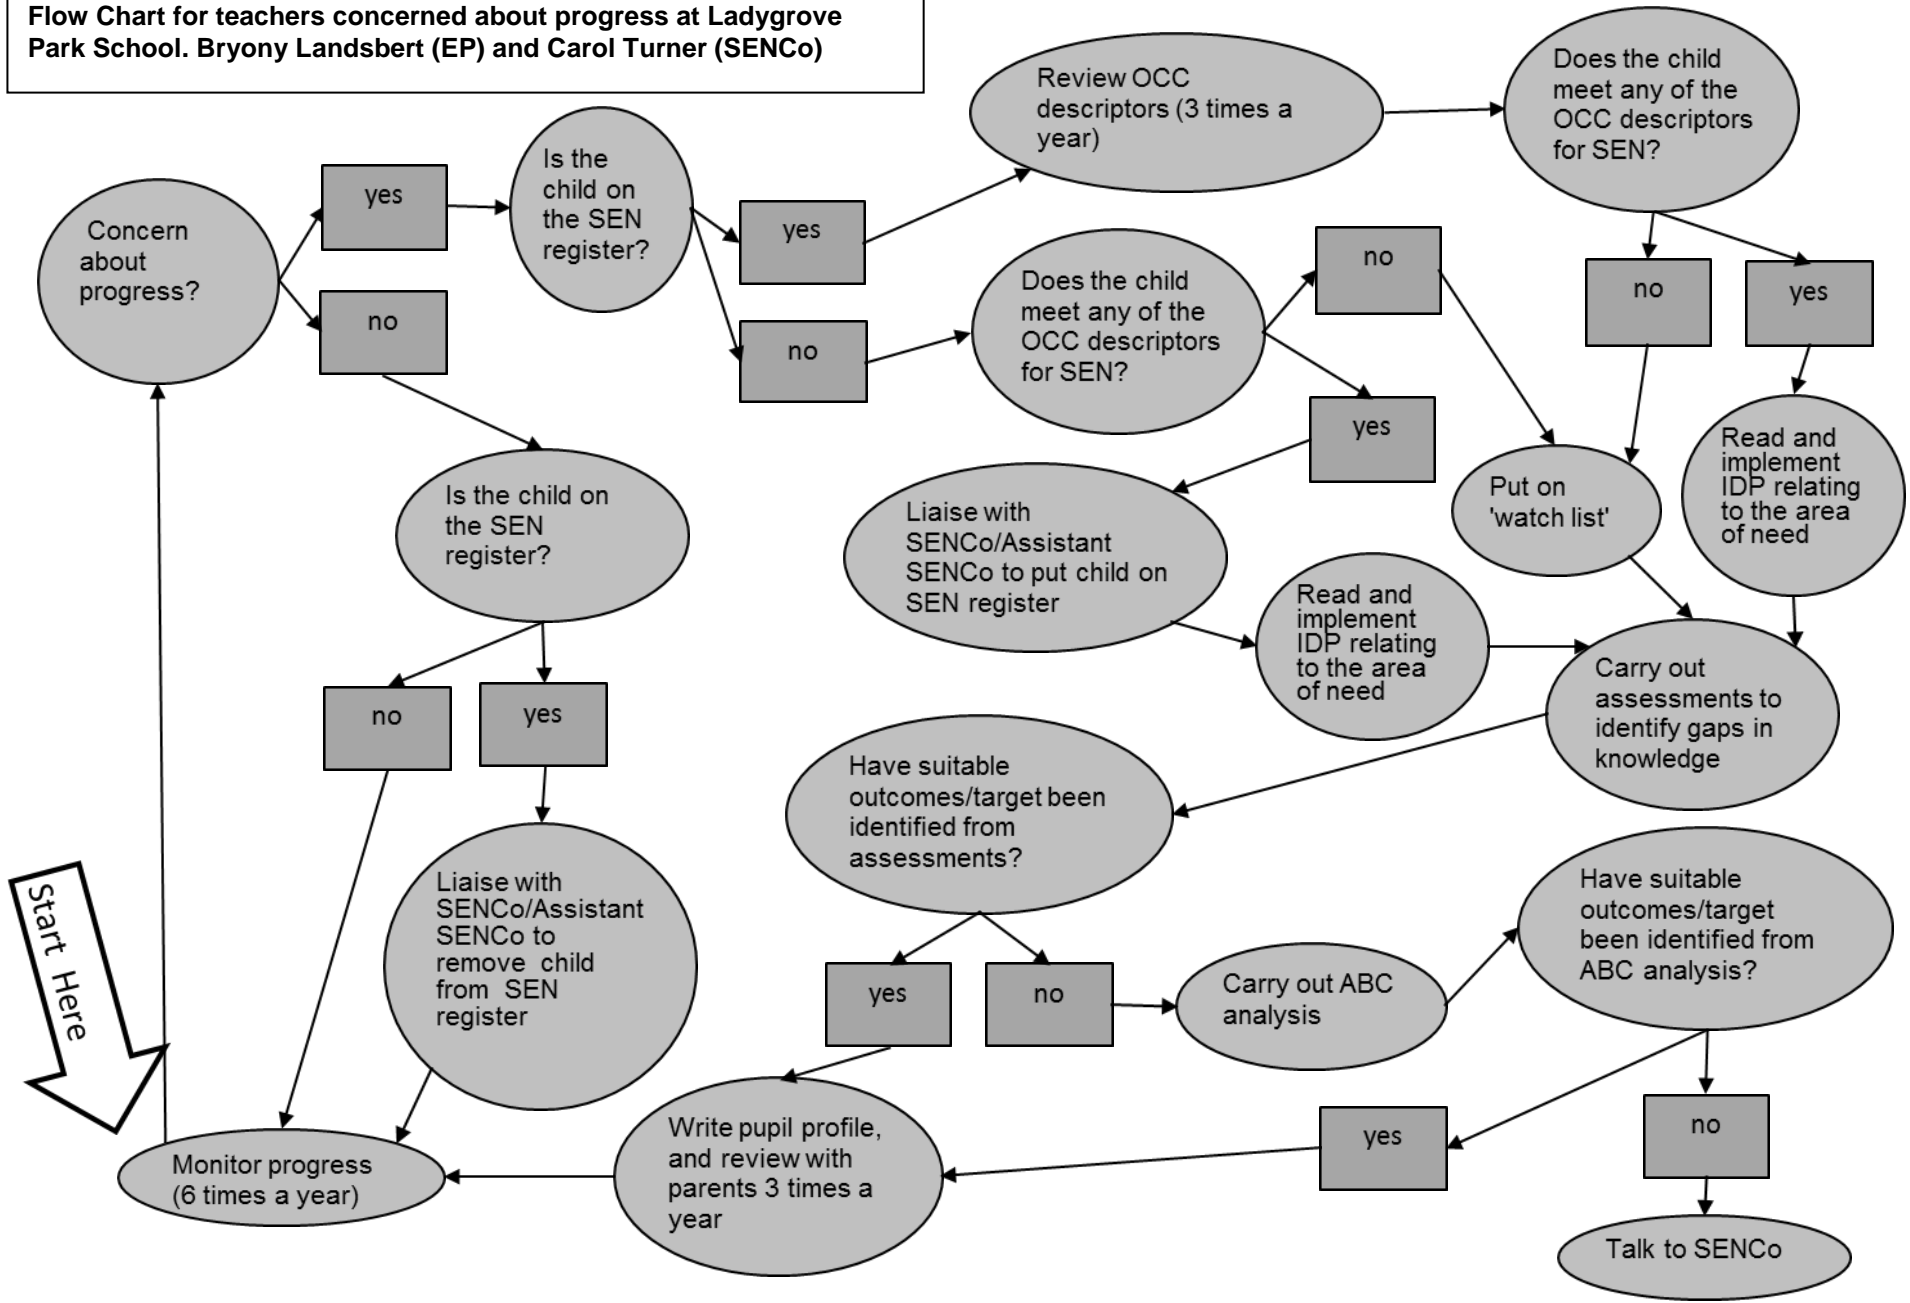 Flow Chart for teachers concerned about progress at Ladygrove
Park School. Bryony Landsbert (EP) and Carol Turner (SENCo)
Start Here
Monitor progress
(6 times a year)
Concern
about
progress?
yes
no
Is the
child on
the SEN
register?
yes
no
Review OCC
descriptors (3 times a
year)
Does the child
meet any of the
OCC descriptors
for SEN?
no
yes
Does the child
meet any of the
OCC descriptors
for SEN?
no
yes
Put on
'watch list'
Read and
implement
IDP relating
to the area
of need
Liaise with
SENCo/Assistant
SENCo to put child on
SEN register
Read and
implement
IDP relating
to the area
of need
Carry out
assessments to
identify gaps in
knowledge
Is the child on
the SEN
register?
no
yes
Liaise with
SENCo/Assistant
SENCo to
remove child
from SEN
register
Have suitable
outcomes/target been
identified from
assessments?
yes
no
Carry out ABC
analysis
Have suitable
outcomes/target
been identified from
ABC analysis?
yes
no
Write pupil profile,
and review with
parents 3 times a
year
Talk to SENCo